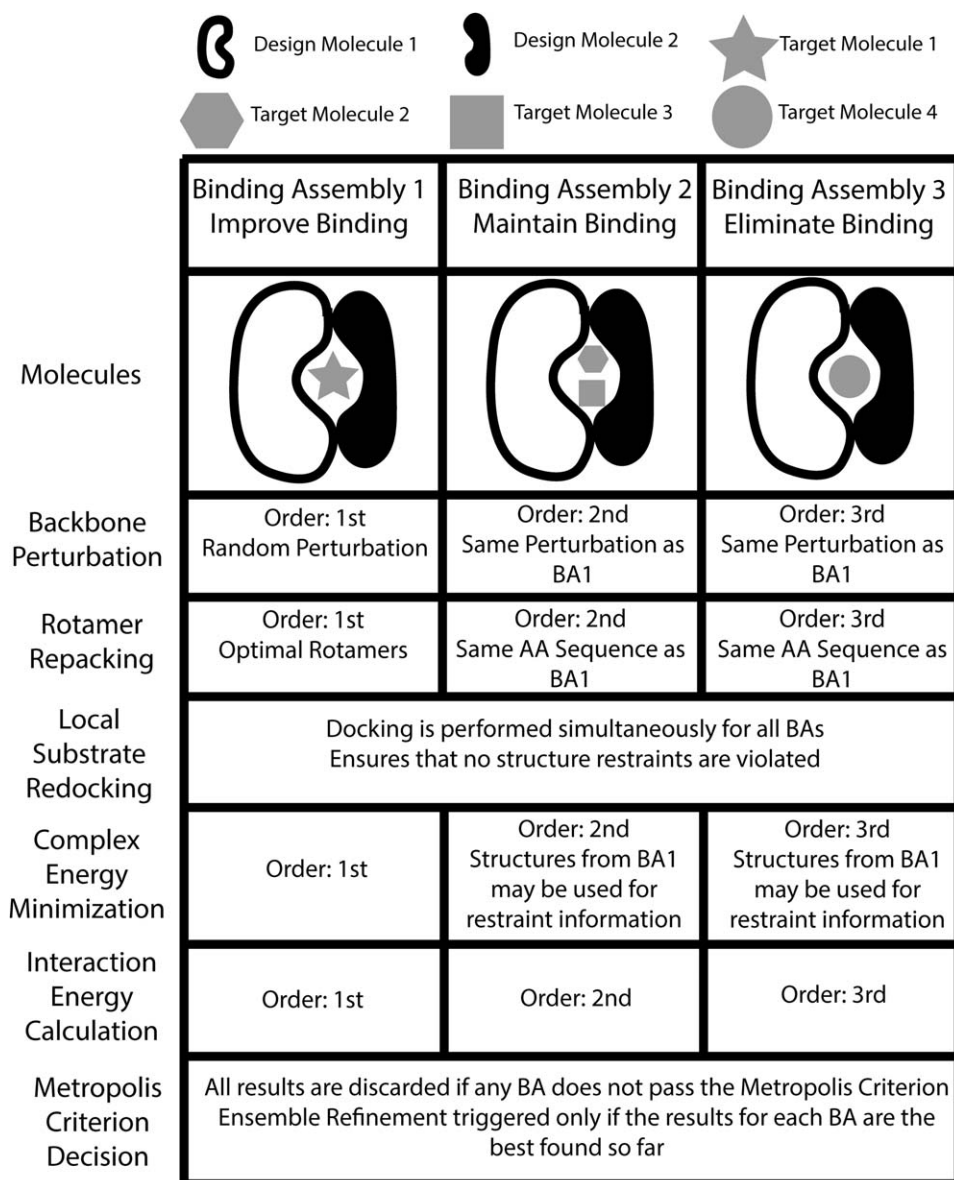 Design Molecule 1
Design Molecule 2
Target Molecule 1
Target Molecule 2
Target Molecule 3
Target Molecule 4
Binding Assembly 1
Improve Binding
Binding Assembly 2
Maintain Binding
Binding Assembly 3
Eliminate Binding
Molecules
Backbone
Perturbation
Order: 1st
Random Perturbation
Order: 2nd
Same Perturbation as
BA1
Order: 3rd
Same Perturbation as
BA1
Rotamer
Repacking
Order: 1st
Optimal Rotamers
Order: 2nd
Same AA Sequence as
BA1
Order: 3rd
Same AA Sequence as
BA1
Local
Substrate
Redocking
Docking is performed simultaneously for all BAs
Ensures that no structure restraints are violated
Complex
Energy
Minimization
Order: 1st
Order: 2nd
Structures from BA1
may be used for
restraint information
Order: 3rd
Structures from BA1
may be used for
restraint information
Interaction
Energy
Calculation
Order: 1st
Order: 2nd
Order: 3rd
Metropolis
Criterion
Decision
All results are discarded if any BA does not pass the Metropolis Criterion
Ensemble Refinement triggered only if the results for each BA are the
best found so far